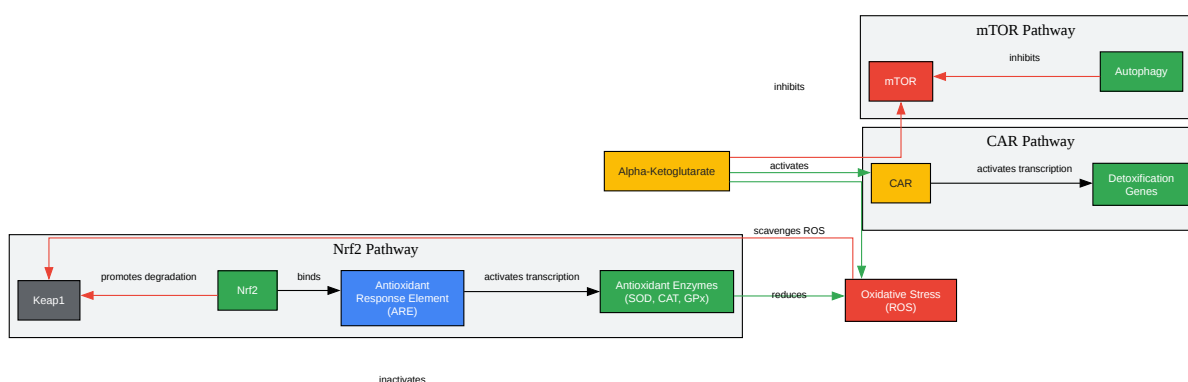 mTOR Pathway
inhibits
mTOR
Autophagy
inhibits
CAR Pathway
Alpha-Ketoglutarate
activates
CAR
activates transcription
Detoxification
Genes
scavenges ROS
Nrf2 Pathway
Keap1
promotes degradation
Nrf2
binds
Antioxidant
Response Element
(ARE)
activates transcription
Antioxidant Enzymes
(SOD, CAT, GPx)
reduces
Oxidative Stress
(ROS)
inactivates